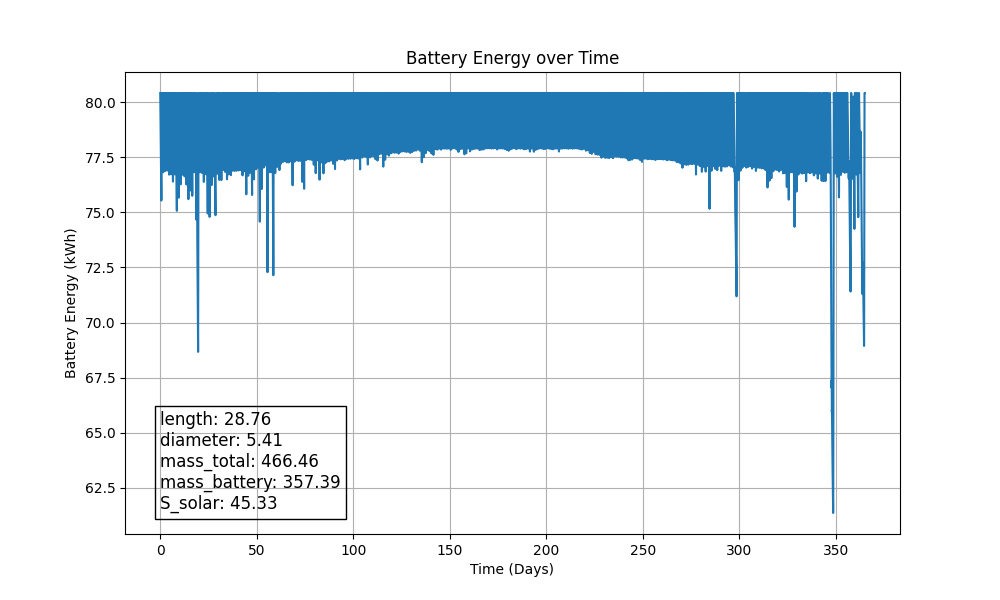 Battery Energy over Time
Battery Energy (kWh)
80.0
77.5
75.0
72.5
70.0
67.5
65.0
62.5
length: 28.76
diameter: 5.41
mass_total: 466.46
mass_battery: 357.39
S_solar: 45.33
0 50 100 150 200 250 300 350
Time (Days)